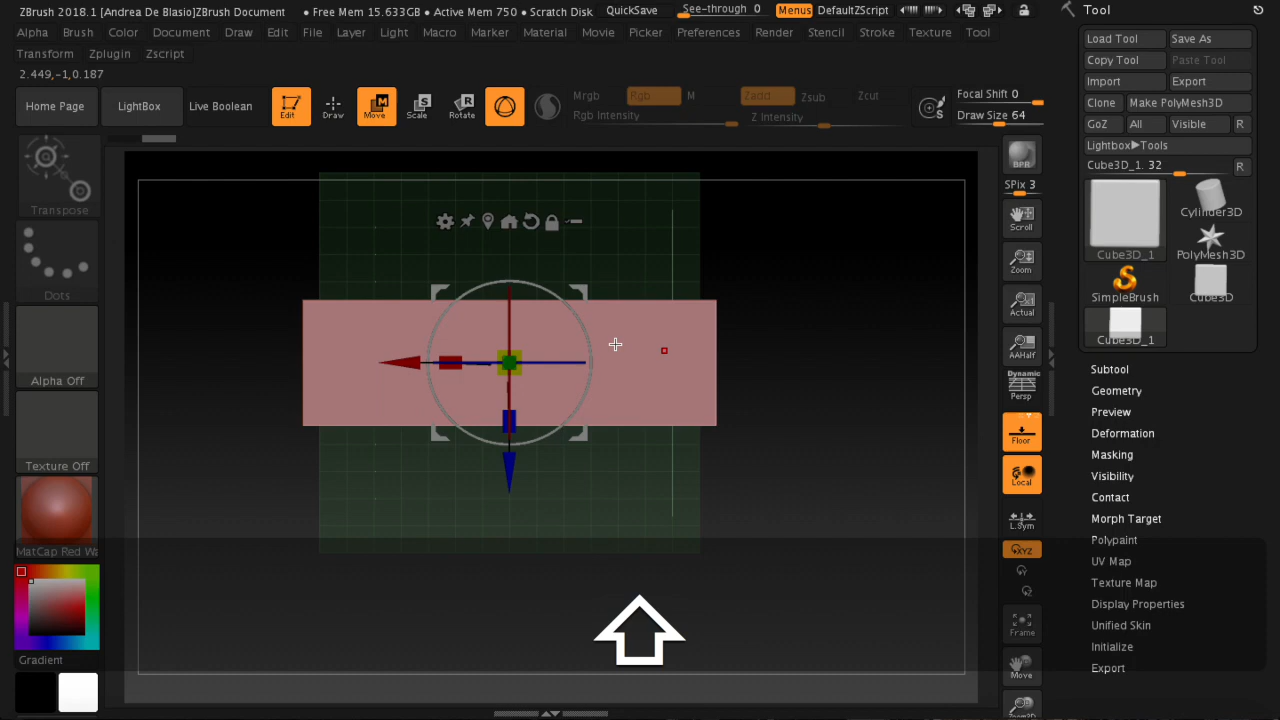 ZBrush 2018.1 [Andrea De Blasio]ZBrush Document • Free Mem 15.633GB • Active Mem 750 • Scratch Disk QuickSave See-through 0 Menus DefaultZScript
Alpha Brush Color Document Draw Edit File Layer Light Macro Marker Material Movie Picker Preferences Render Stencil Stroke Texture Tool
Transform Zplugin Zscript
2.449,-1,0.187
Home Page LightBox Live Boolean Edit Draw Move Scale Rotate
Mrgb Rgb M Zadd Zsub Zcut
Rgb Intensity Z Intensity
Focal Shift 0
Draw Size 64
Transpose
Dots
Alpha Off
Texture Off
MatCap Red Wa
Gradient
BPR
SPix 3
Scroll
Zoom
Actual
AAHalf
Dynamic
Persp
Floor
Local
L.Sym
XYZ
Y
Z
Frame
Move
Zoom3D
Tool
Load Tool Save As
Copy Tool Paste Tool
Import Export
Clone Make PolyMesh3D
GoZ All Visible R
Lightbox▶Tools
Cube3D_1. 32 R
Cube3D_1 Cylinder3D
PolyMesh3D
SimpleBrush Cube3D
Cube3D_1
Subtool
Geometry
Preview
Deformation
Masking
Visibility
Contact
Morph Target
Polypaint
UV Map
Texture Map
Display Properties
Unified Skin
Initialize
Export